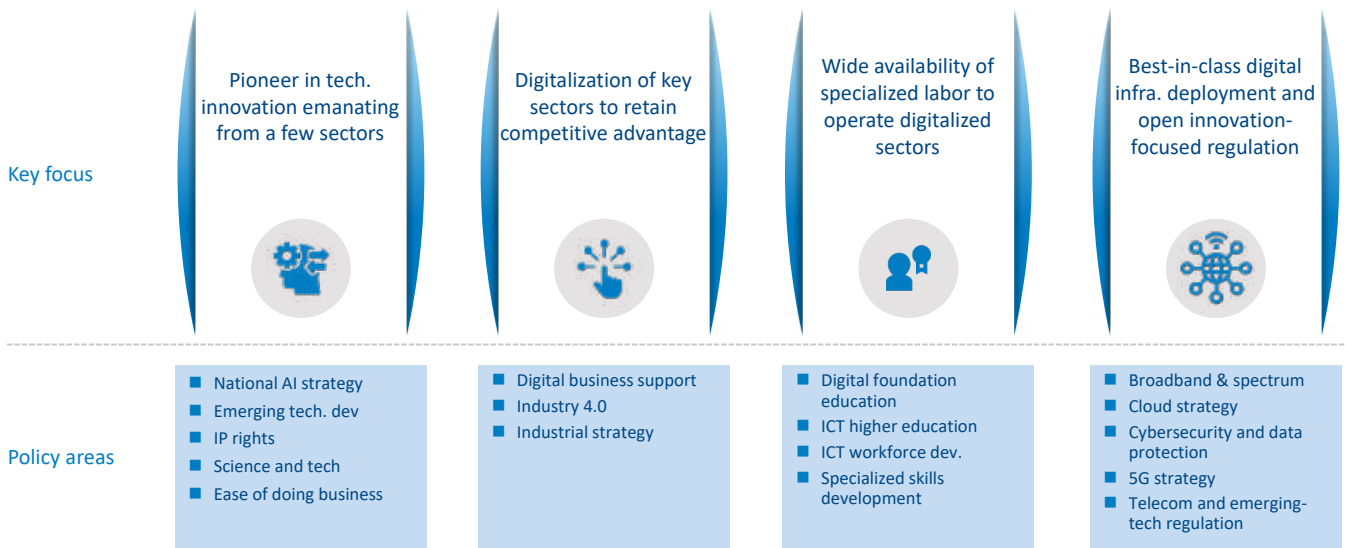 Key focus
Pioneer in tech.
innovation emanating
from a few sectors
Digitalization of key
sectors to retain
competitive advantage
Wide availability of
specialized labor to
operate digitalized
sectors
Best-in-class digital
infra. deployment and
open innovation-
focused regulation
Policy areas
National AI strategy
Emerging tech. dev
IP rights
Science and tech
Ease of doing business
Digital business support
Industry 4.0
Industrial strategy
Digital foundation
education
ICT higher education
ICT workforce dev.
Specialized skills
development
Broadband & spectrum
Cloud strategy
Cybersecurity and data
protection
5G strategy
Telecom and emerging-
tech regulation